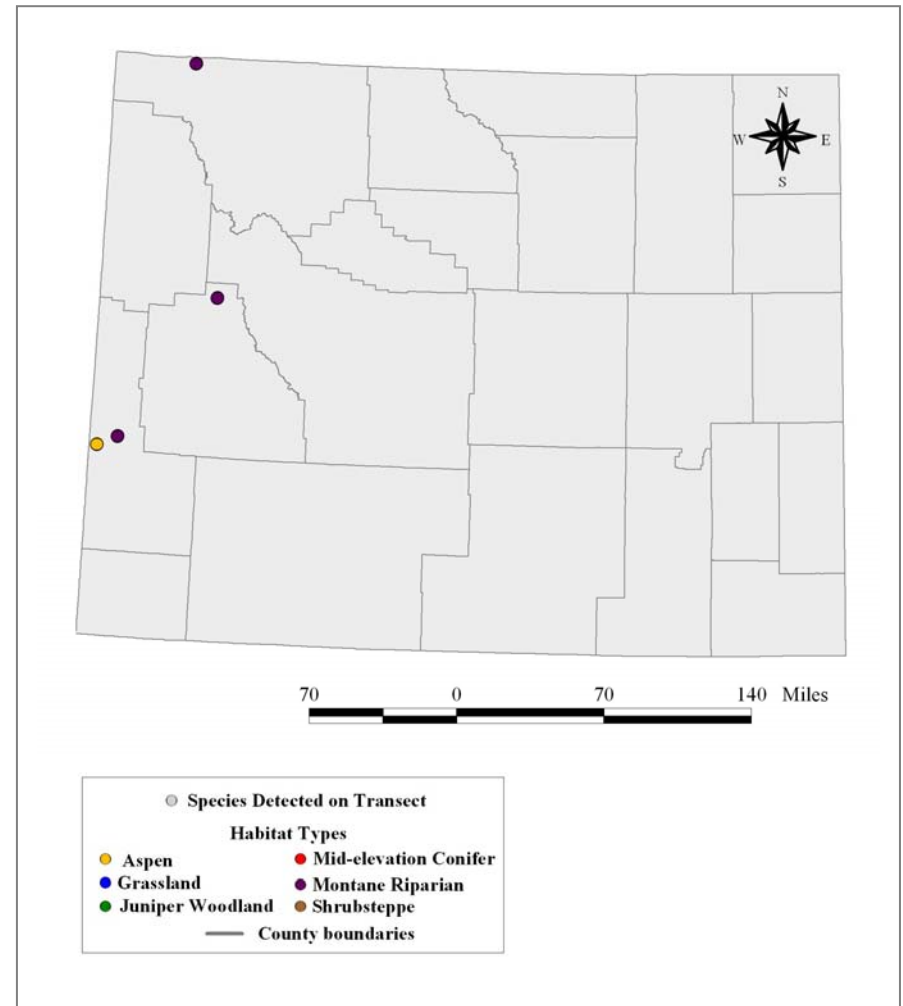 N
W E
S
70 0 70 140 Miles
Species Detected on Transect
Habitat Types
Aspen
Mid-elevation Conifer
Grassland
Montane Riparian
Juniper Woodland
Shrubsteppe
County boundaries